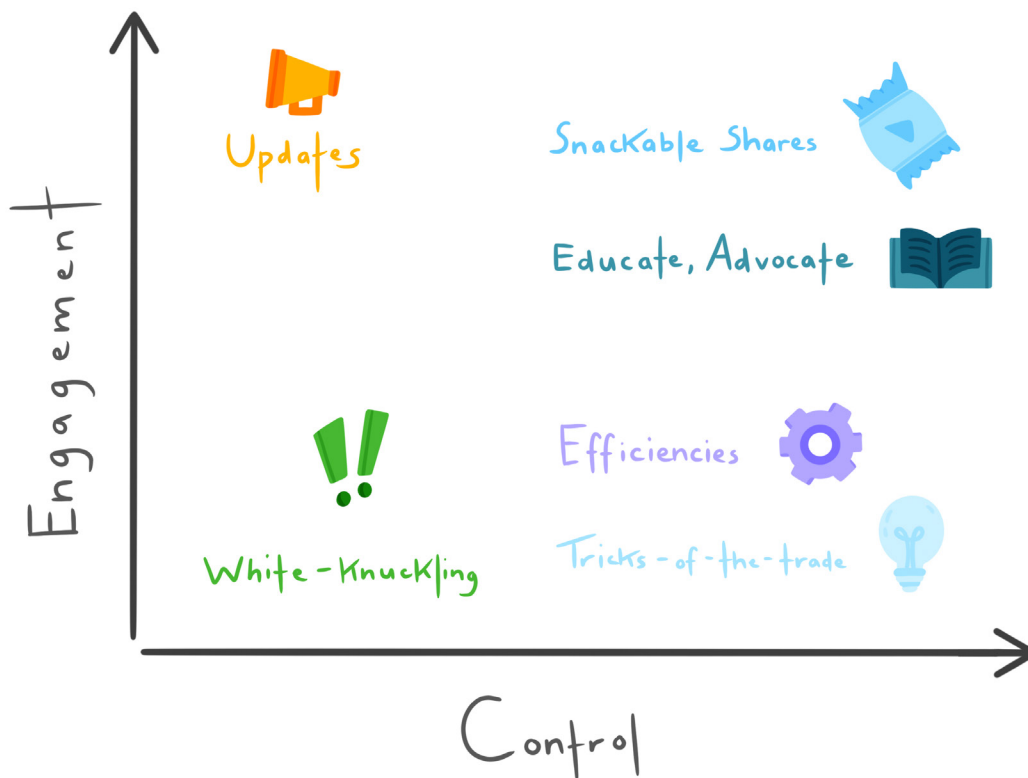 Engagement
Updates
Snackable Shares
Educate, Advocate
Efficiencies
White-Knuckling
Tricks-of-the-trade
Control